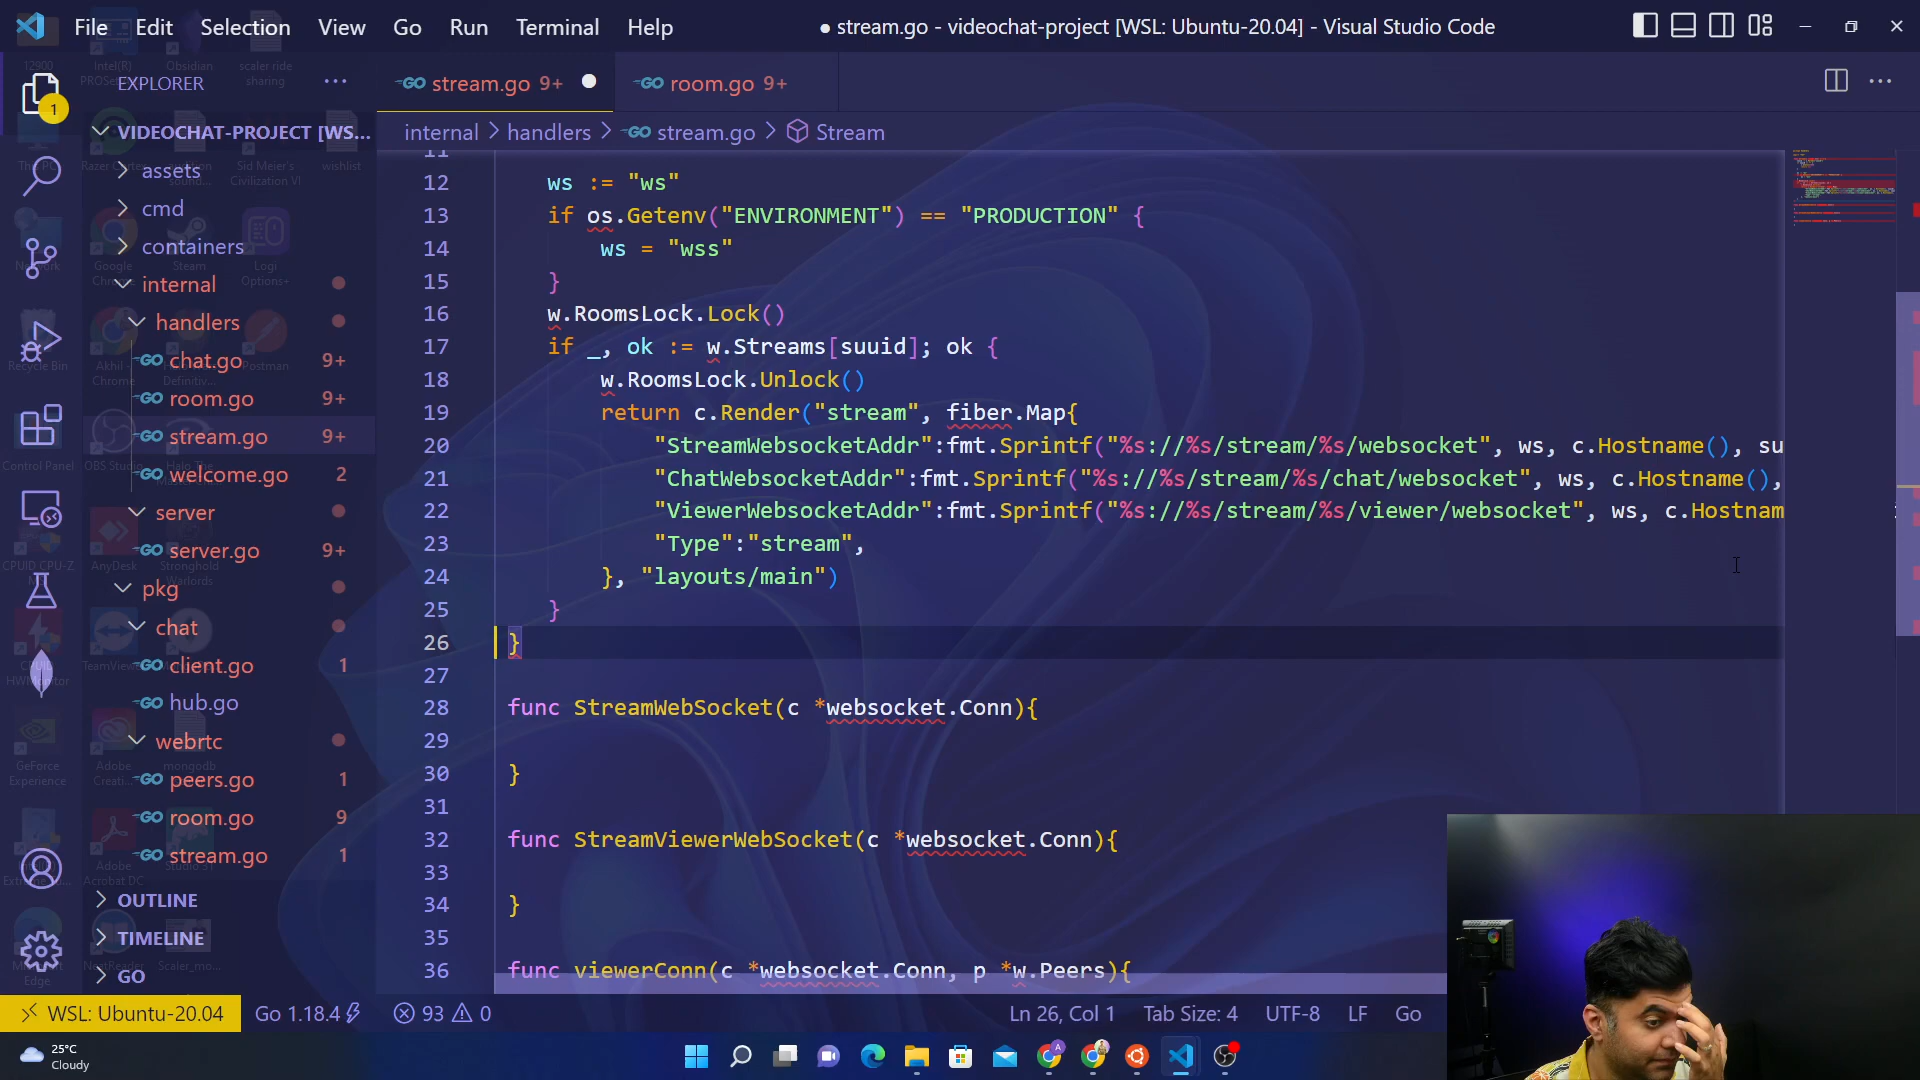 File Edit Selection View Go Run Terminal Help
● stream.go - videochat-project [WSL: Ubuntu-20.04] - Visual Studio Code
EXPLORER
stream.go 9+
room.go 9+
VIDEOCHAT-PROJECT [WS...
internal > handlers > stream.go > Stream
assets
cmd
containers
internal
handlers
chat.go 9+
room.go 9+
stream.go 9+
welcome.go 2
server
server.go 9+
pkg
chat
client.go 1
hub.go
webrtc
peers.go 1
room.go 9
stream.go 1
OUTLINE
TIMELINE
GO
11
12 ws := "ws"
13 if os.Getenv("ENVIRONMENT") == "PRODUCTION" {
14 ws = "wss"
15 }
16 w.RoomsLock.Lock()
17 if _, ok := w.Streams[suuid]; ok {
18 w.RoomsLock.Unlock()
19 return c.Render("stream", fiber.Map{
20 "StreamWebsocketAddr":fmt.Sprintf("%s://%s/stream/%s/websocket", ws, c.Hostname(), su
21 "ChatWebsocketAddr":fmt.Sprintf("%s://%s/stream/%s/chat/websocket", ws, c.Hostname(),
22 "ViewerWebsocketAddr":fmt.Sprintf("%s://%s/stream/%s/viewer/websocket", ws, c.Hostnam
23 "Type":"stream",
24 }, "layouts/main")
25 }
26 }
27
28 func StreamWebSocket(c *websocket.Conn){
29
30 }
31
32 func StreamViewerWebSocket(c *websocket.Conn){
33
34 }
35
36 func viewerConn(c *websocket.Conn, p *w.Peers){
WSL: Ubuntu-20.04 Go 1.18.4 93 0 Ln 26, Col 1 Tab Size: 4 UTF-8 LF Go
25°C
Cloudy